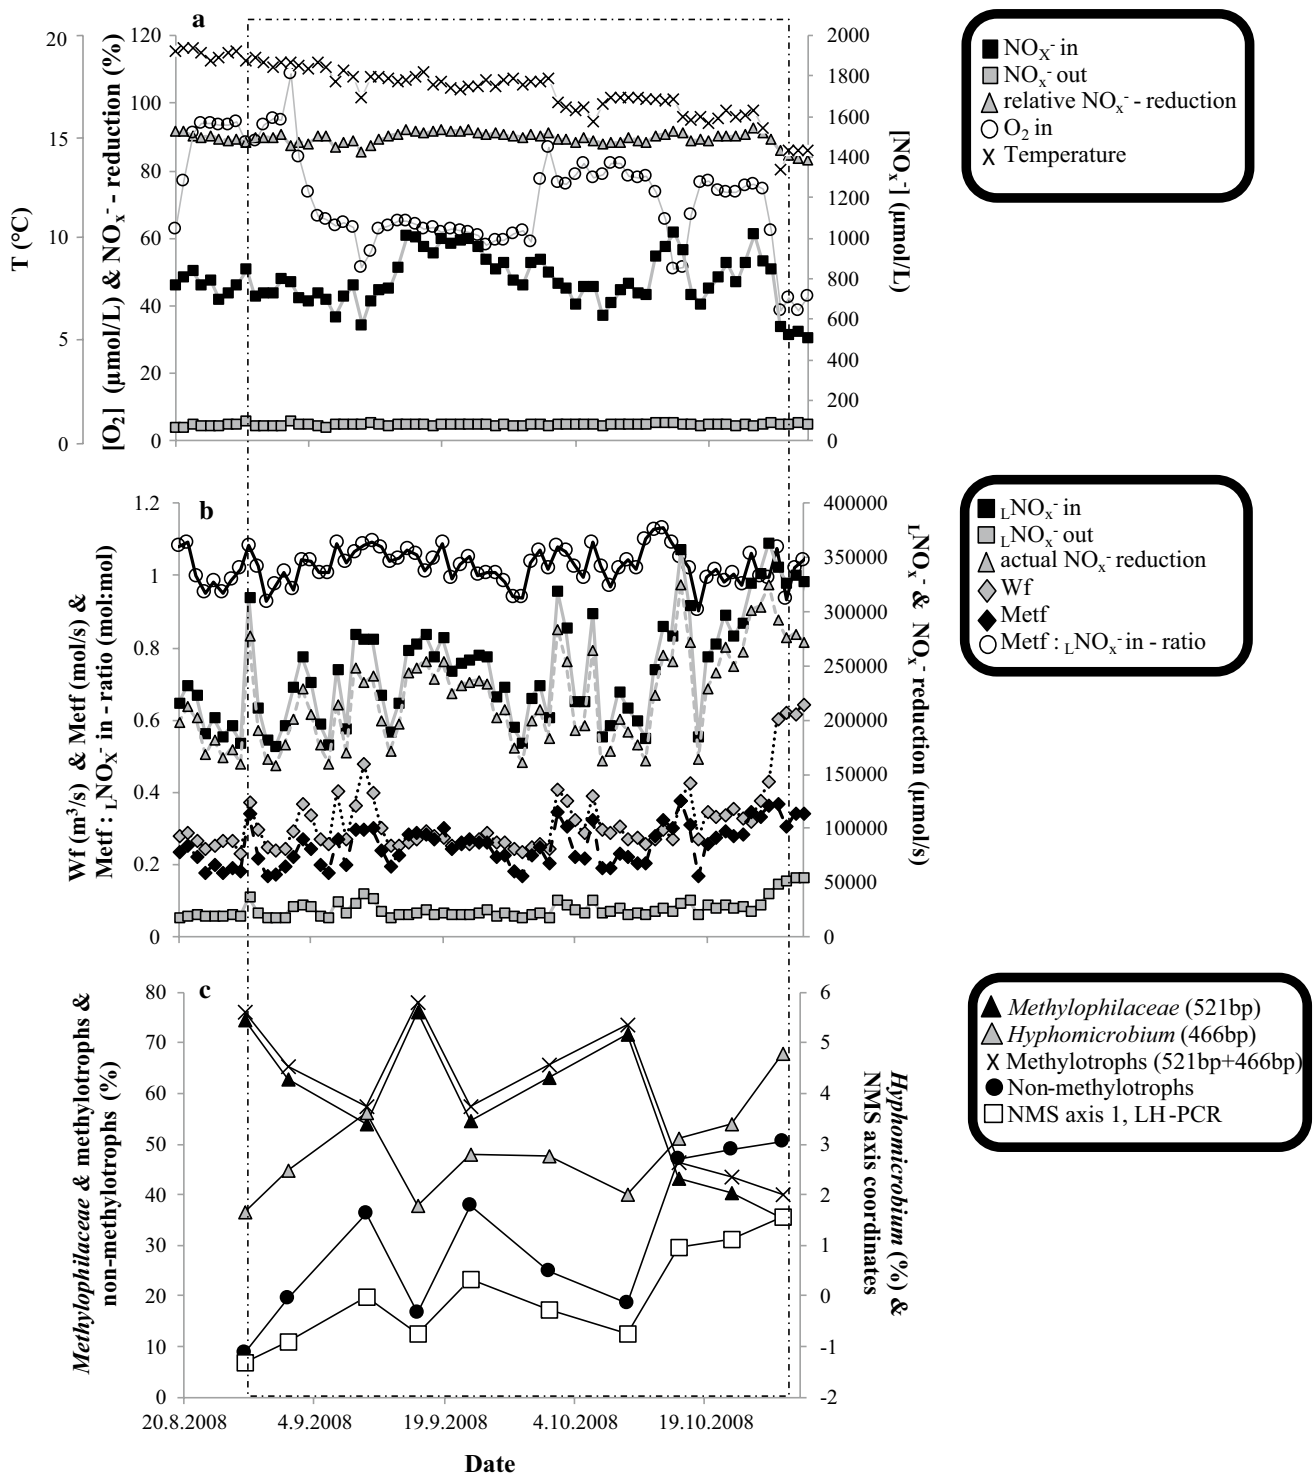 a
T (°C)
20
15
10
5
0
[O₂] (µmol/L) & NOₓ⁻ - reduction (%)
120
100
80
60
40
20
0
2000
1800
1600
1400
1200
1000
800
600
400
200
0
[NOₓ⁻] (µmol/L)
NOₓ⁻ in
NOₓ⁻ out
relative NOₓ⁻ - reduction
O₂ in
Temperature
b
Wf (m³/s) & Metf (mol/s) &
Metf : ʟNOₓ⁻ in - ratio (mol:mol)
1.2
1
0.8
0.6
0.4
0.2
0
400000
350000
300000
250000
200000
150000
100000
50000
0
ʟNOₓ⁻ & NOₓ⁻ reduction (µmol/s)
ʟNOₓ⁻ in
ʟNOₓ⁻ out
actual NOₓ⁻ reduction
Wf
Metf
Metf : ʟNOₓ⁻ in - ratio
c
Methylophilaceae & methylotrophs &
non-methylotrophs (%)
80
70
60
50
40
30
20
10
0
6
5
4
3
2
1
0
-1
-2
Hyphomicrobium (%) &
NMS axis coordinates
Methylophilaceae (521bp)
Hyphomicrobium (466bp)
Methylotrophs (521bp+466bp)
Non-methylotrophs
NMS axis 1, LH-PCR
20.8.2008
4.9.2008
19.9.2008
4.10.2008
19.10.2008
Date